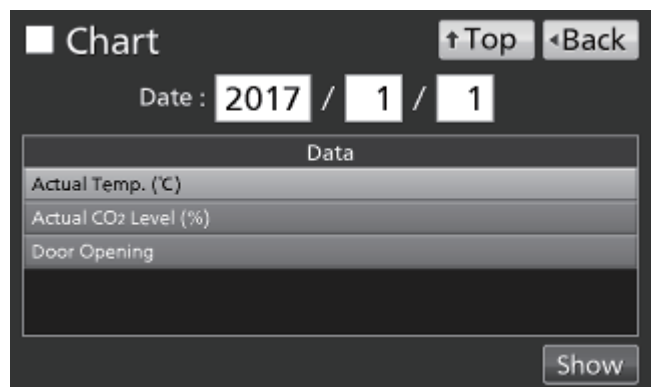 Chart ↑Top ◂Back
Date : 2017 / 1 / 1
Data
Actual Temp. (℃)
Actual CO₂ Level (%)
Door Opening
Show